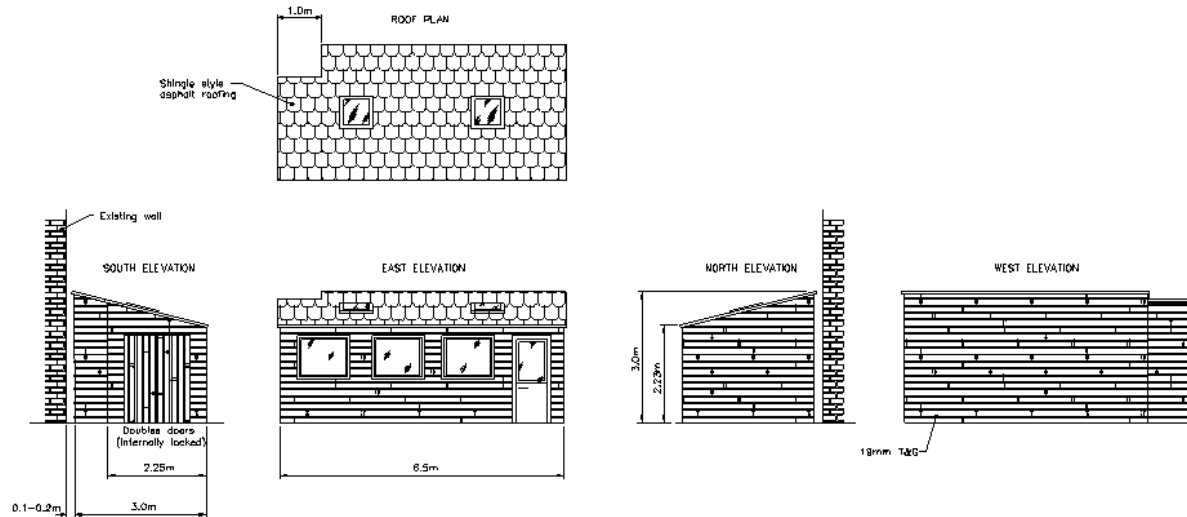 1.0m
ROOF PLAN
Shingle style
asphalt roofing
Existing wall
SOUTH ELEVATION
EAST ELEVATION
NORTH ELEVATION
WEST ELEVATION
3.0m
2.23m
Doubles doors
(internally locked)
19mm T&G
2.25m
6.5m
0.1-0.2m
3.0m